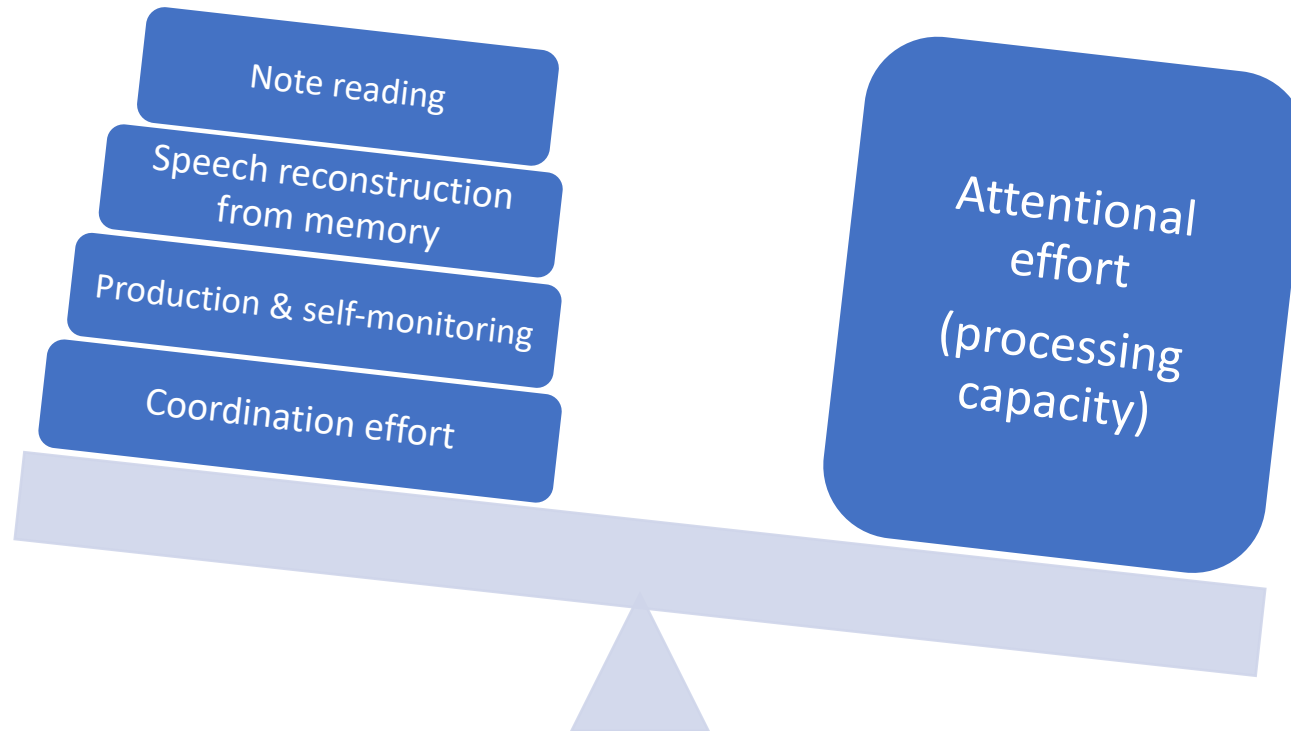 Note reading
Speech reconstruction
from memory
Production & self-monitoring
Coordination effort
Attentional
effort
(processing
capacity)